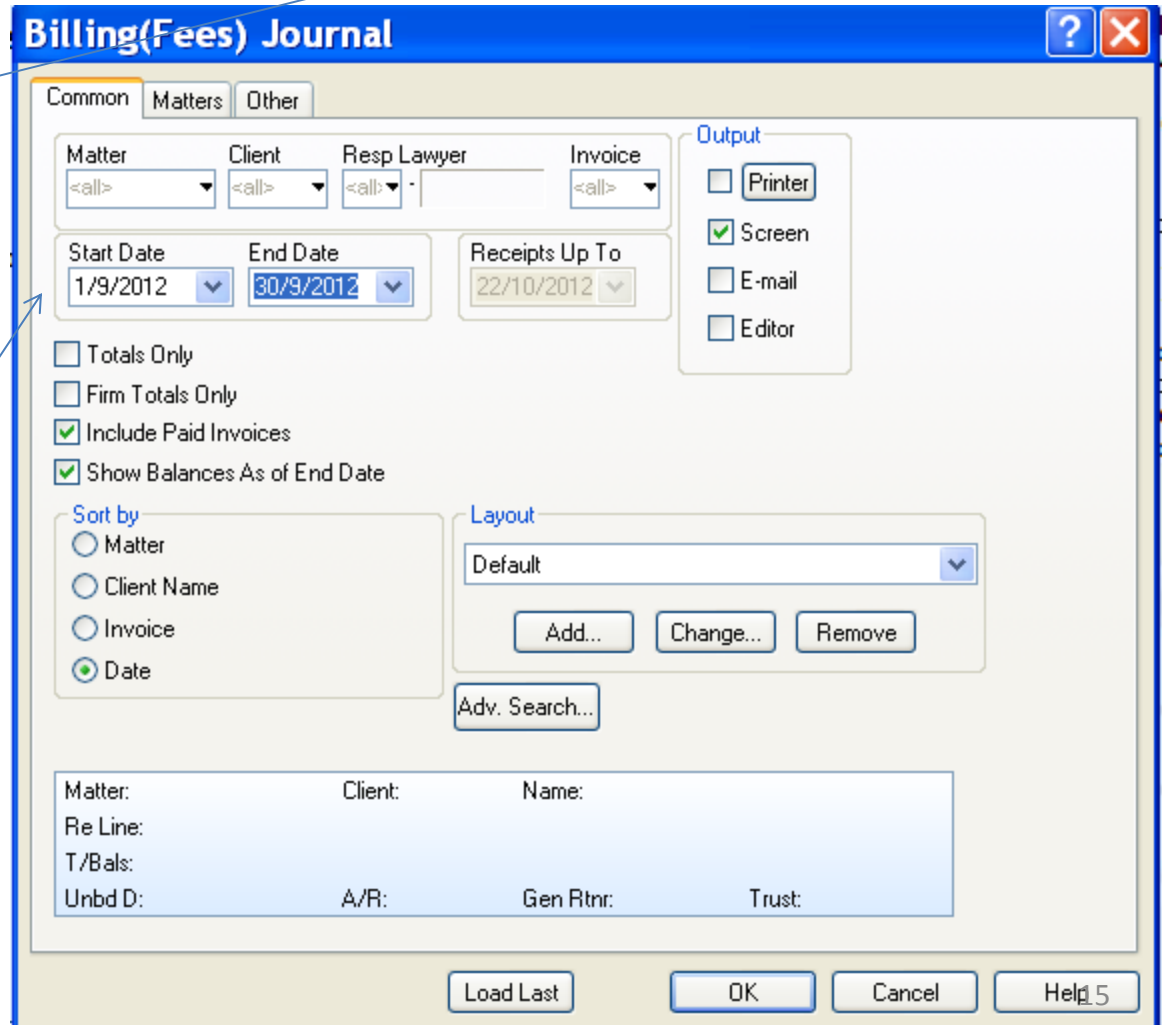 Billing(Fees) Journal
Common Matters Other
Matter Client Resp Lawyer Invoice
<all> <all> <all> - <all>
Output
Printer
Screen
E-mail
Editor
Start Date End Date Receipts Up To
1/9/2012 30/9/2012 22/10/2012
Totals Only
Firm Totals Only
Include Paid Invoices
Show Balances As of End Date
Sort by
Matter
Client Name
Invoice
Date
Layout
Default
Add... Change... Remove
Adv. Search...
Matter: Client: Name:
Re Line:
T/Bals:
Unbd D: A/R: Gen Rtnr: Trust:
Load Last OK Cancel Help
15